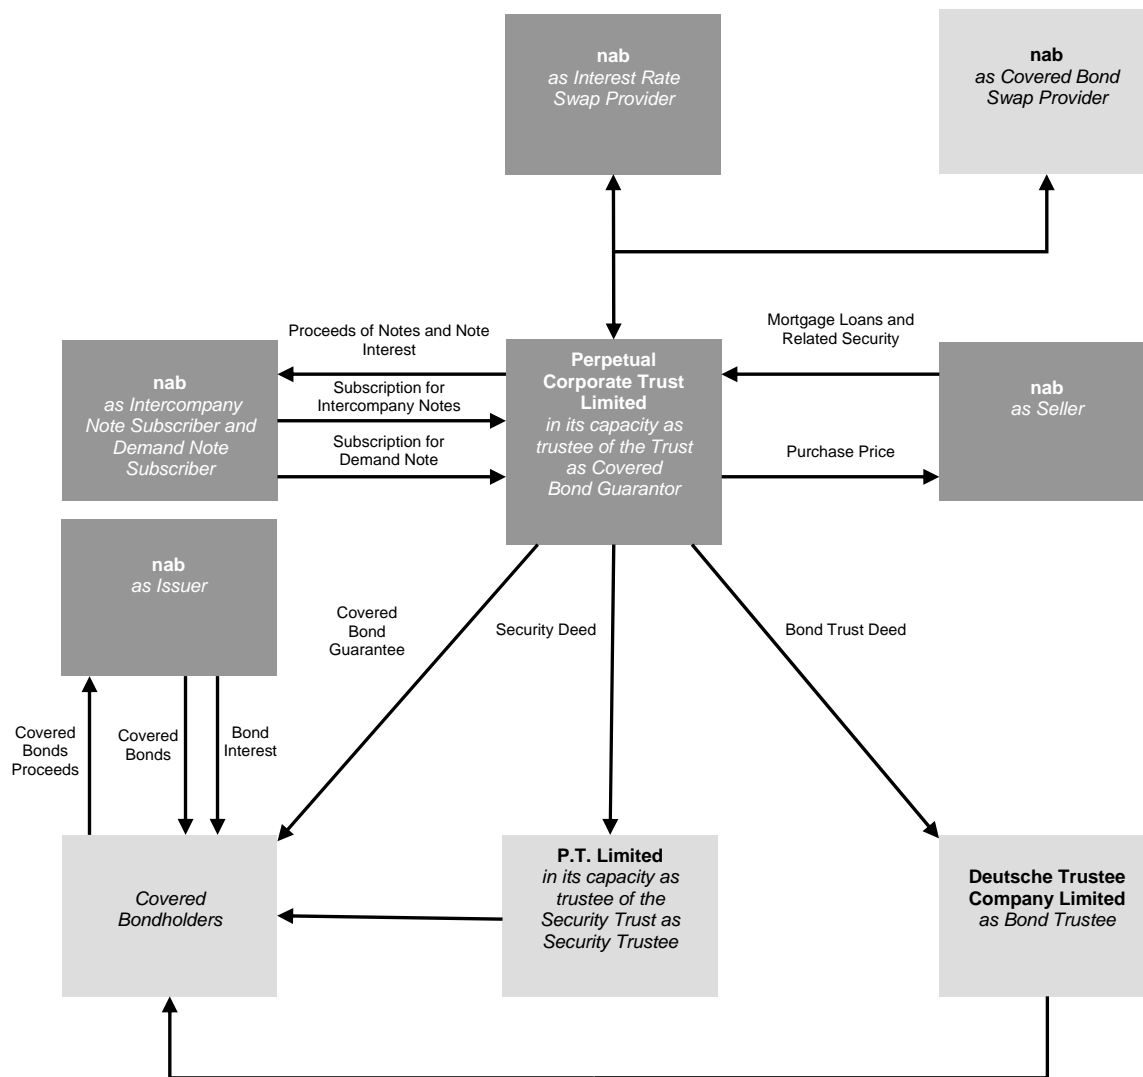 nab
as Interest Rate
Swap Provider
nab
as Covered Bond
Swap Provider
Proceeds of Notes and Note
Interest
Mortgage Loans and
Related Security
nab
as Intercompany
Note Subscriber and
Demand Note
Subscriber
Subscription for
Intercompany Notes
Subscription for
Demand Note
Perpetual
Corporate Trust
Limited
in its capacity as
trustee of the Trust
as Covered
Bond Guarantor
nab
as Seller
Purchase Price
nab
as Issuer
Covered
Bond
Guarantee
Security Deed
Bond Trust Deed
Covered
Bonds
Proceeds
Covered
Bonds
Bond
Interest
Covered
Bondholders
P.T. Limited
in its capacity as
trustee of the
Security Trust as
Security Trustee
Deutsche Trustee
Company Limited
as Bond Trustee